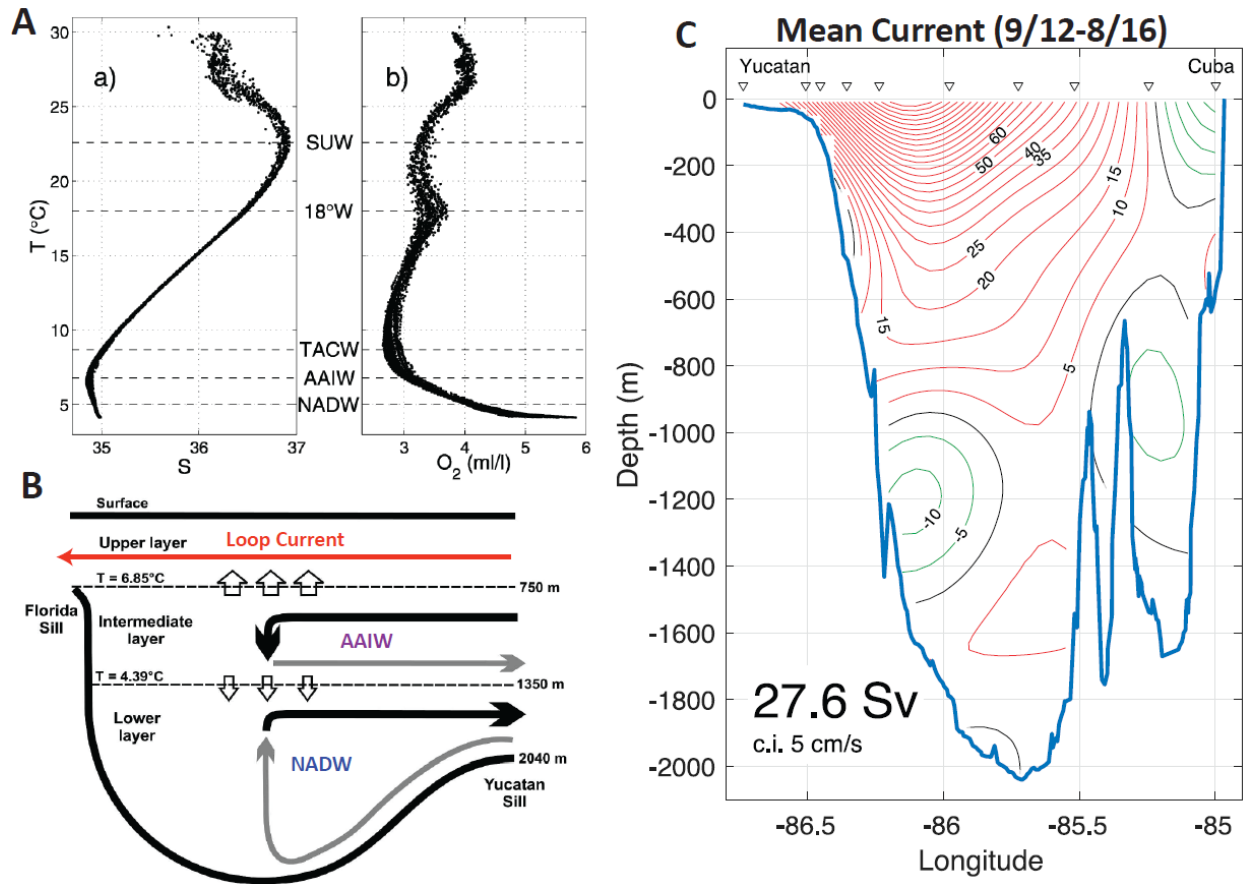 A
a)
b)
30
25
20
15
10
5
T (°C)
SUW
18°W
TACW
AAIW
NADW
35 36 37
S
3 4 5 6
O2 (ml/l)
B
Surface
Upper layer
Loop Current
T = 6.85°C
750 m
Florida
Sill
Intermediate
layer
AAIW
T = 4.39°C
1350 m
Lower
layer
NADW
2040 m
Yucatan
Sill
C
Mean Current (9/12-8/16)
Yucatan
Cuba
0
-200
-400
-600
-800
-1000
-1200
-1400
-1600
-1800
-2000
Depth (m)
60
50
40
35
25
20
15
15
10
5
-10
-5
27.6 Sv
c.i. 5 cm/s
-86.5 -86 -85.5 -85
Longitude